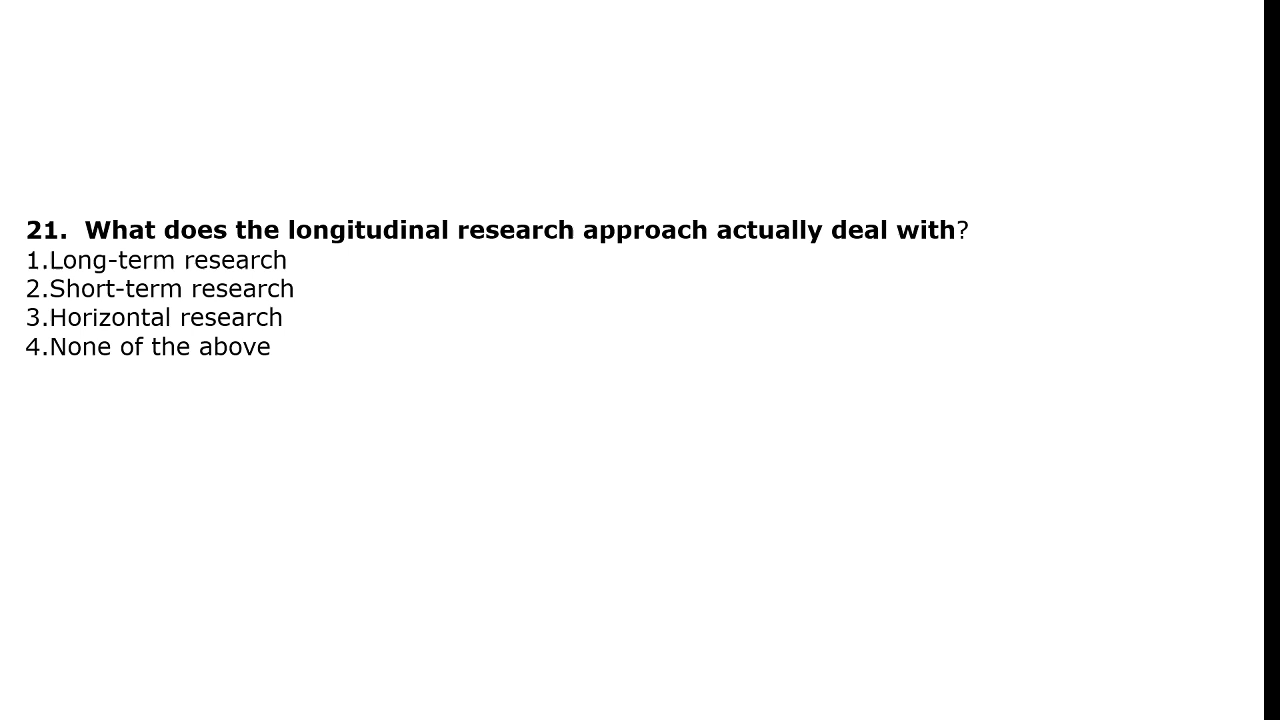 21.  What does the longitudinal research approach actually deal with?
1.Long-term research
2.Short-term research
3.Horizontal research
4.None of the above